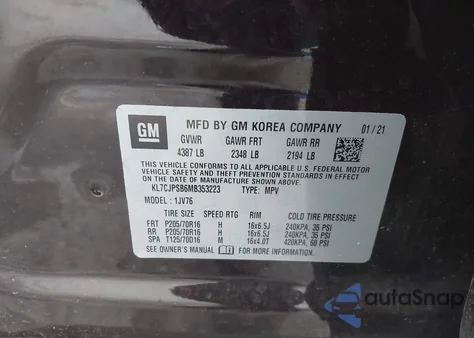 GM
MFD BY GM KOREA COMPANY 01/21
GVWR GAWR FRT GAWR RR
4387 LB 2348 LB 2194 LB
THIS VEHICLE CONFORMS TO ALL APPLICABLE U.S. FEDERAL MOTOR
VEHICLE SAFETY AND THEFT PREVENTION STANDARDS IN EFFECT ON
THE DATE OF MANUFACTURE SHOWN ABOVE.
KL7CJPSB6MB353223 TYPE: MPV
MODEL: 1JV76
TIRE SIZE SPEED RTG RIM COLD TIRE PRESSURE
FRT P205/70R16 H 16x6.5J 240KPA, 35 PSI
RR P205/70R16 H 16x6.5J 240KPA, 35 PSI
SPA T125/70D16 M 16x4.0T 420KPA, 60 PSI
SEE OWNER'S MANUAL FOR MORE INFORMATION.
autoSnap